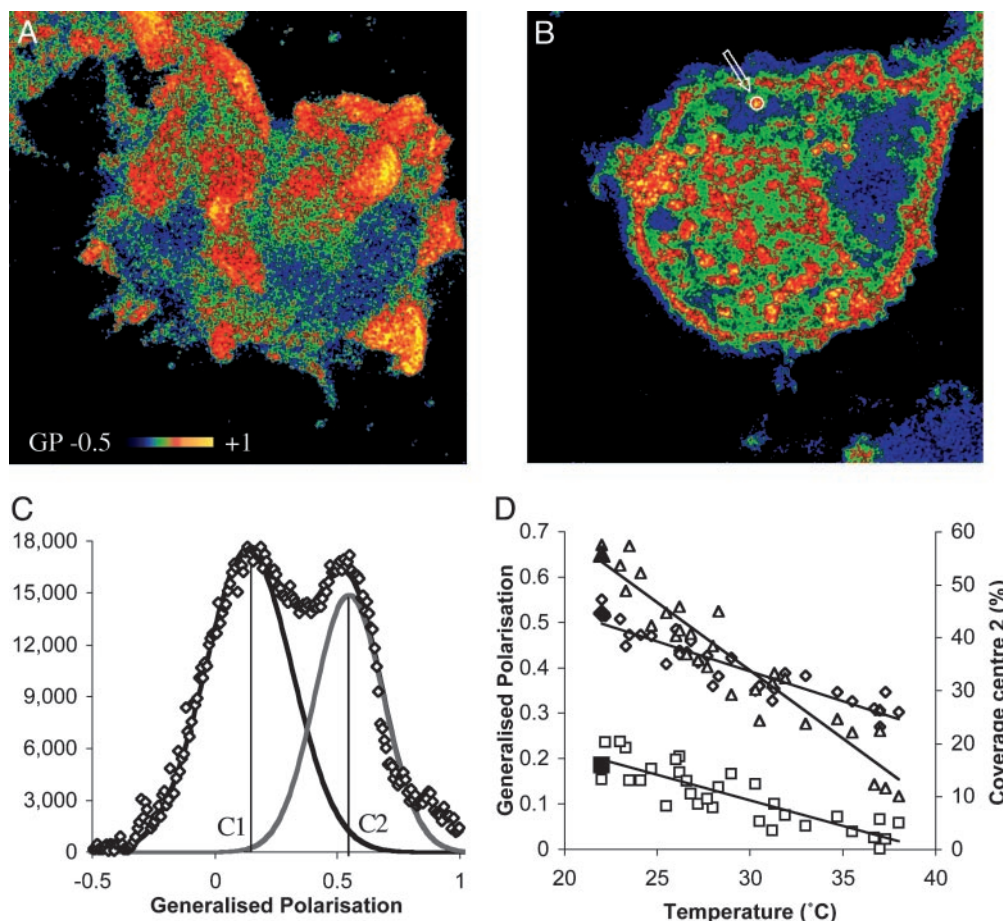 A
GP -0.5 +1
B
C
18,000
15,000
12,000
9,000
6,000
3,000
0
C1
C2
-0.5 0 0.5 1
Generalised Polarisation
D
Generalised Polarisation
0.7
0.6
0.5
0.4
0.3
0.2
0.1
0
60
50
40
30
20
10
0
Coverage centre 2 (%)
20 25 30 35 40
Temperature (˚C)